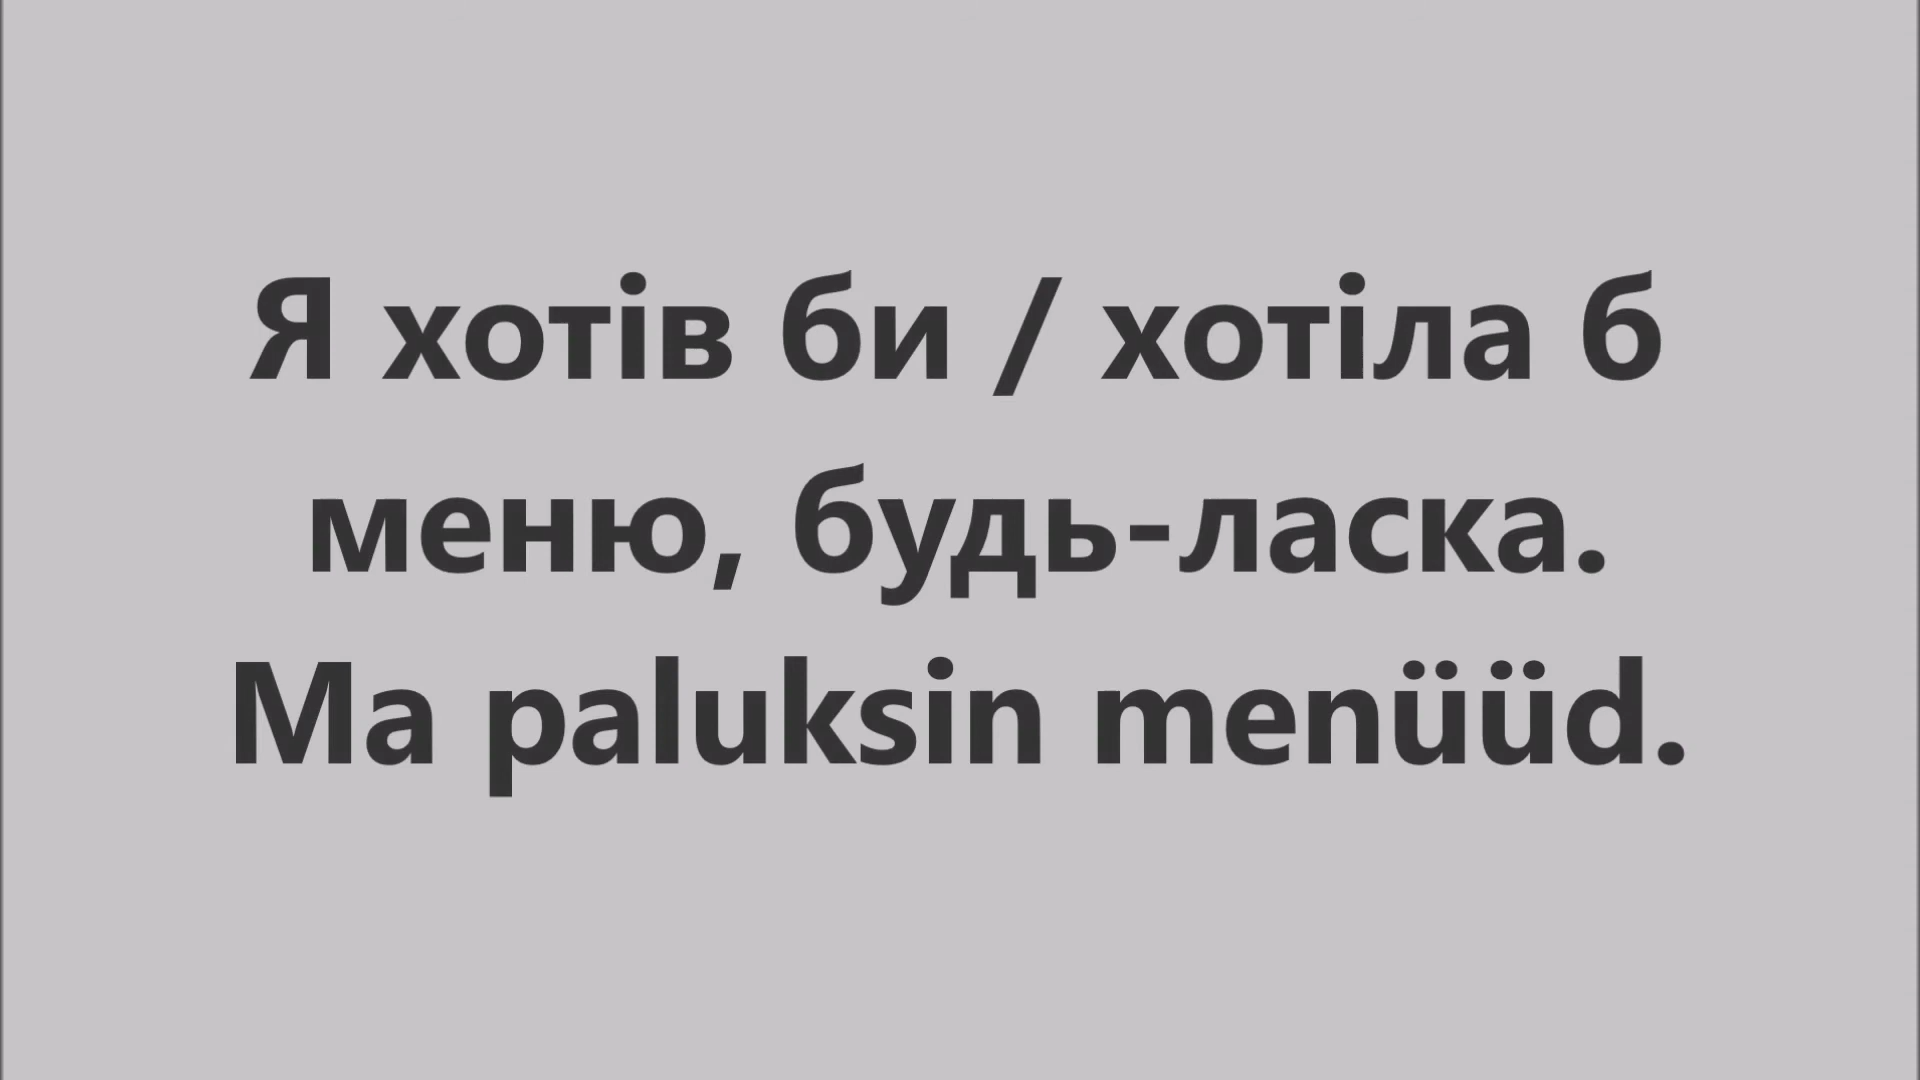 Я хотів би / хотіла б
меню, будь-ласка.
Ma paluksin menüüd.